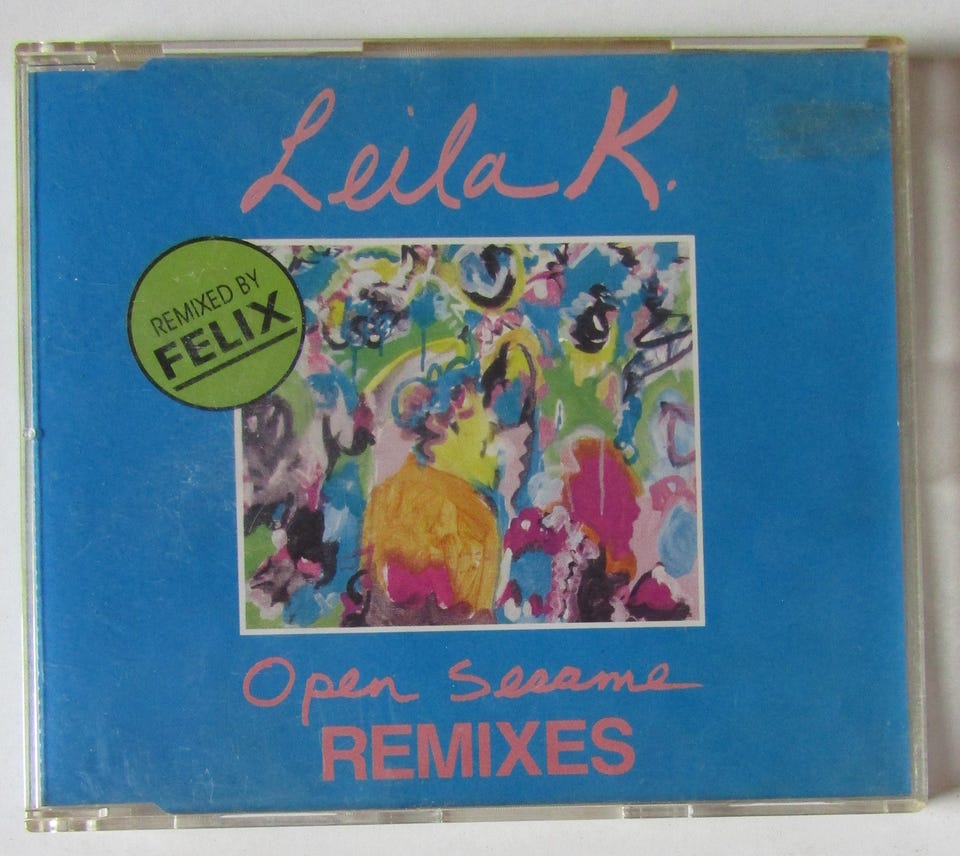 Leila K.
REMIXED BY
FELIX
Open Sesame
REMIXES